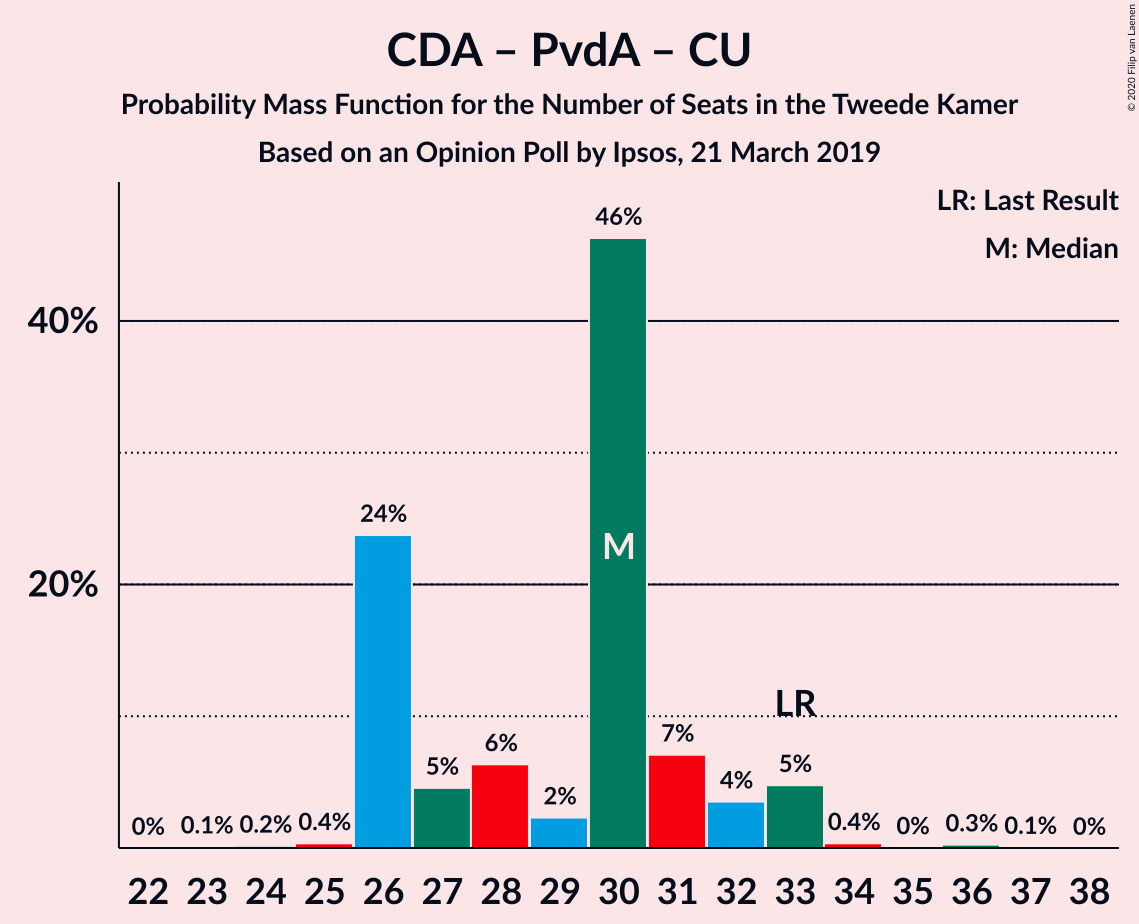 CDA – PvdA – CU
Probability Mass Function for the Number of Seats in the Tweede Kamer
Based on an Opinion Poll by Ipsos, 21 March 2019
© 2020 Filip van Laenen
LR: Last Result
M: Median
40%
20%
0%
0.1%
0.2%
0.4%
24%
5%
6%
2%
46%
M
7%
4%
LR
5%
0.4%
0%
0.3%
0.1%
0%
22 23 24 25 26 27 28 29 30 31 32 33 34 35 36 37 38